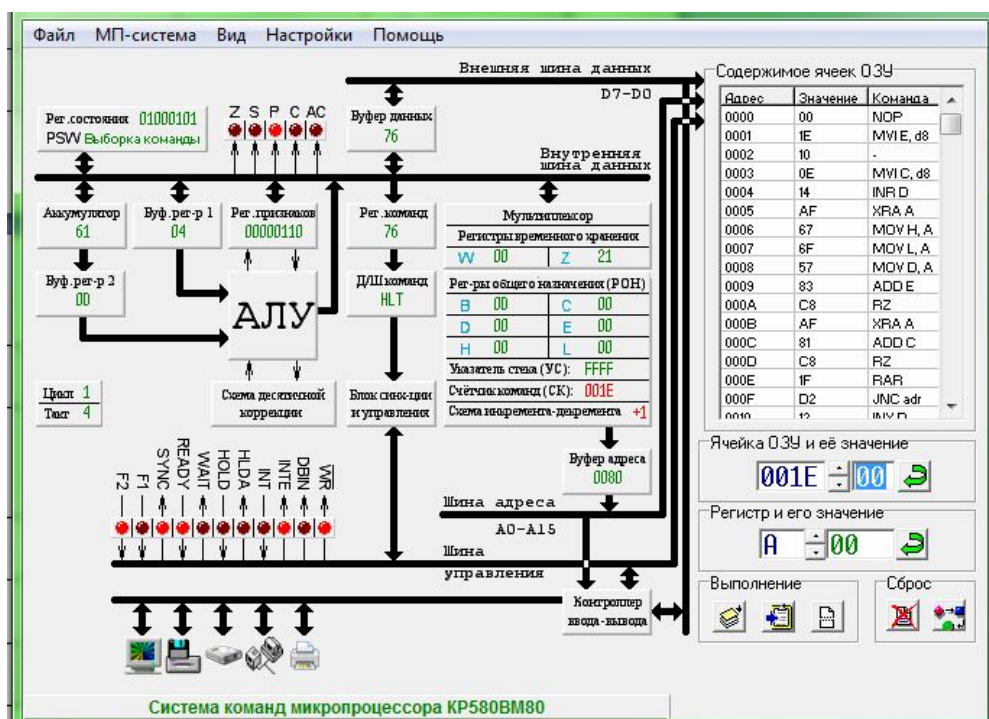 Файл МП-система Вид Настройки Помощь
Внешняя шина данных
D7-D0
Рег.состояния 01000101
PSW Выборка команды
Z S P C AC
Буфер данных
76
Внутренняя
шина данных
Аккумулятор
61
Буф.рег-р 1
04
Рег.признаков
00000110
Рег.команд
76
Мультиплексор
Регистры временного хранения
W 00 Z 21
Буф.рег-р 2
00
АЛУ
Д/Ш команд
HLT
Рег-ры общего назначения (РОН)
B 00 C 00
D 00 E 00
H 00 L 00
Указатель стека (УС): FFFF
Счётчик команд (СК): 001E
Схема инкремента-декремента +1
Цикл 1
Такт 4
Схема десятичной
коррекции
Блок синх-ции
и управления
Буфер адреса
0080
F2 F1 SYNC READY WAIT HOLD HLDA INT INTE DBIN WR
Шина адреса
A0-A15
Шина
управления
Контроллер
ввода-вывода
Содержимое ячеек ОЗУ
Адрес Значение Команда
0000 00 NOP
0001 1E MVI E, d8
0002 10 -
0003 0E MVI C, d8
0004 14 INR D
0005 AF XRA A
0006 67 MOV H, A
0007 6F MOV L, A
0008 57 MOV D, A
0009 83 ADD E
000A C8 RZ
000B AF XRA A
000C 81 ADD C
000D C8 RZ
000E 1F RAR
000F D2 JNC adr
0010 13 INX D
Ячейка ОЗУ и её значение
001E 00
Регистр и его значение
A 00
Выполнение
Сброс
Система команд микропроцессора КР580ВМ80